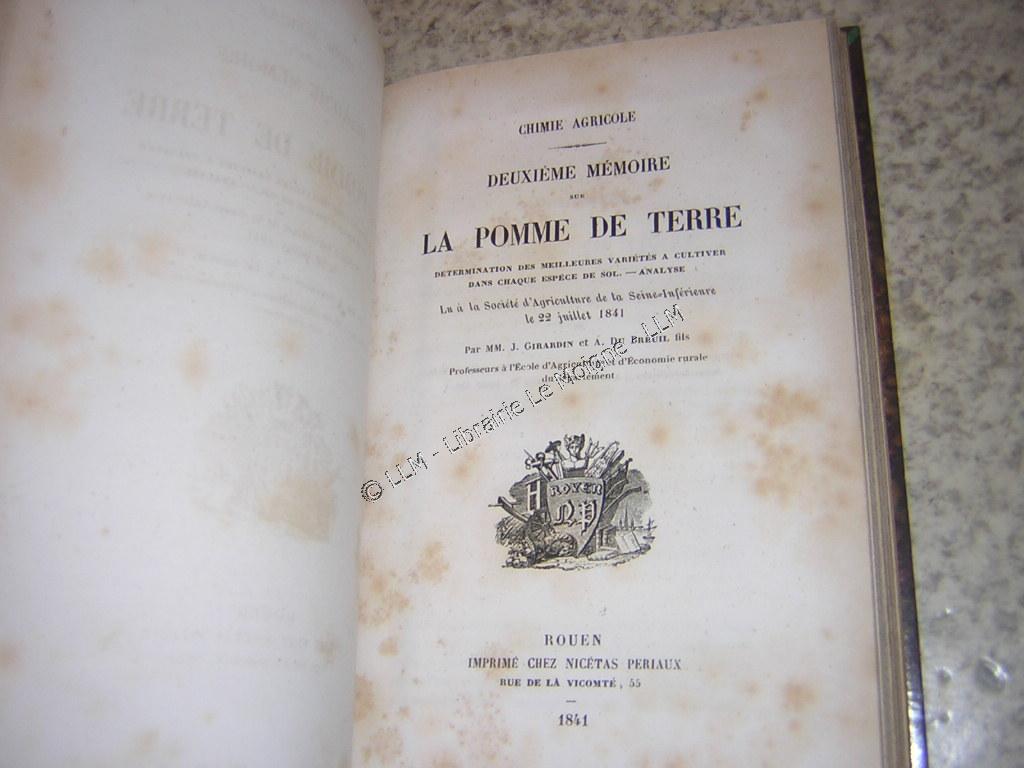 CHIMIE AGRICOLE
DEUXIÈME MÉMOIRE
SUR
LA POMME DE TERRE
DÉTERMINATION DES MEILLEURES VARIÉTÉS A CULTIVER
DANS CHAQUE ESPÈCE DE SOL. — ANALYSE
Lu à la Société d'Agriculture de la Seine-Inférieure
le 22 juillet 1841
Par MM. J. GIRARDIN et A. DU BREUIL fils
Professeurs à l'École d'Agriculture et d'Économie rurale
du département
© LLM - Librairie Le Moigne LLM
ROYEN
NP
ROUEN
IMPRIMÉ CHEZ NICÉTAS PERIAUX
RUE DE LA VICOMTÉ, 55
1841